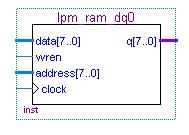 lpm_ram_dq0
data[7..0] q[7..0]
wren
address[7..0]
clock
inst